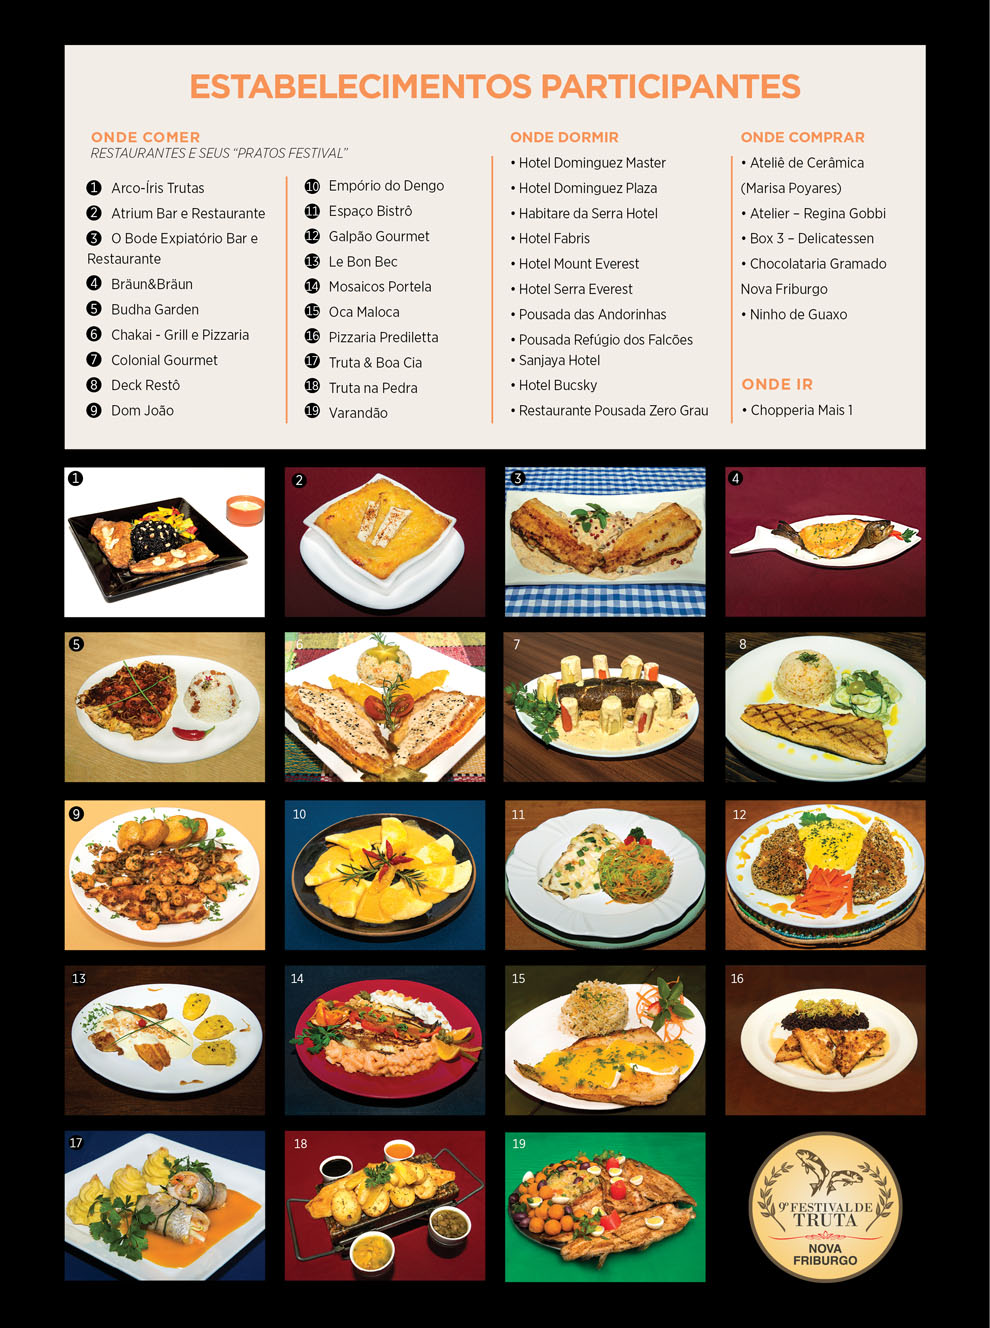 ESTABELECIMENTOS PARTICIPANTES
ONDE COMER
RESTAURANTES E SEUS “PRATOS FESTIVAL”
1 Arco-Íris Trutas
2 Atrium Bar e Restaurante
3 O Bode Expiatório Bar e
Restaurante
4 Bräun&Bräun
5 Budha Garden
6 Chakai - Grill e Pizzaria
7 Colonial Gourmet
8 Deck Restô
9 Dom João
10 Empório do Dengo
11 Espaço Bistrô
12 Galpão Gourmet
13 Le Bon Bec
14 Mosaicos Portela
15 Oca Maloca
16 Pizzaria Prediletta
17 Truta & Boa Cia
18 Truta na Pedra
19 Varandão
ONDE DORMIR
• Hotel Dominguez Master
• Hotel Dominguez Plaza
• Habitare da Serra Hotel
• Hotel Fabris
• Hotel Mount Everest
• Hotel Serra Everest
• Pousada das Andorinhas
• Pousada Refúgio dos Falcões
• Sanjaya Hotel
• Hotel Bucsky
• Restaurante Pousada Zero Grau
ONDE COMPRAR
• Ateliê de Cerâmica
(Marisa Poyares)
• Atelier – Regina Gobbi
• Box 3 – Delicatessen
• Chocolataria Gramado
Nova Friburgo
• Ninho de Guaxo
ONDE IR
• Chopperia Mais 1
1
2
3
4
5
6
7
8
9
10
11
12
13
14
15
16
17
18
19
9º FESTIVAL DE
TRUTA
NOVA
FRIBURGO